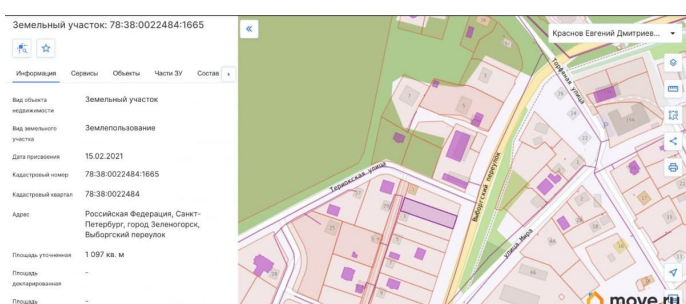 Земельный участок: 78:38:0022484:1665
Информация Сервисы Объекты Части ЗУ Состав
Вид объекта недвижимости
Земельный участок
Вид земельного участка
Землепользование
Дата присвоения
15.02.2021
Кадастровый номер
78:38:0022484:1665
Кадастровый квартал
78:38:0022484
Адрес
Российская Федерация, Санкт-
Петербург, город Зеленогорск,
Выборгский переулок
Площадь уточненная
1 097 кв. м
Площадь
декларированная
-
Площадь
-
Краснов Евгений Дмитриев...
Торфяная улица
Териокская улица
Выборгский переулок
улица Мира
move.ru